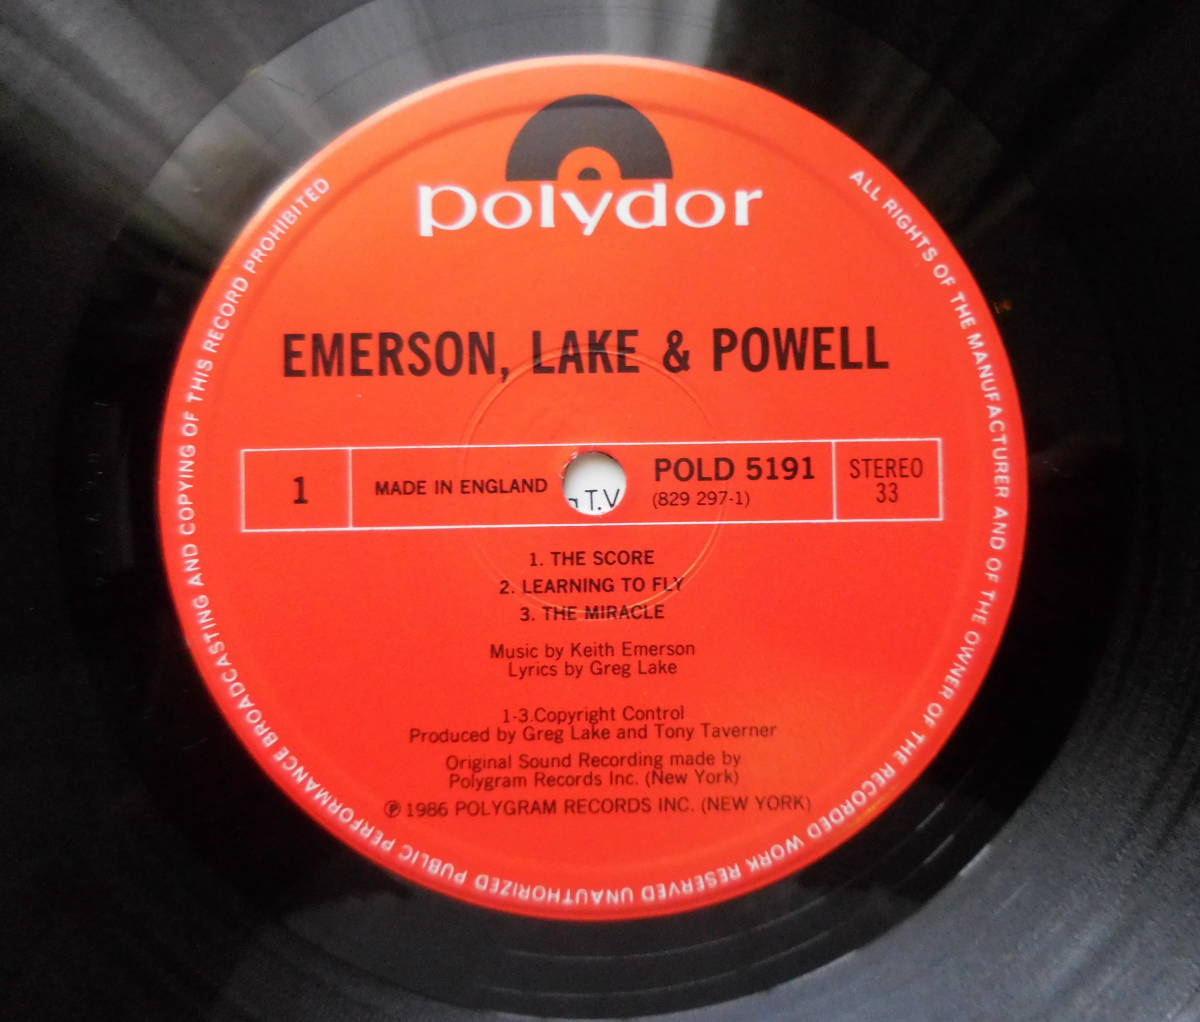 polydor
EMERSON, LAKE & POWELL
1
MADE IN ENGLAND
T.V
POLD 5191
(829 297-1)
STEREO
33
1. THE SCORE
2. LEARNING TO FLY
3. THE MIRACLE
Music by Keith Emerson
Lyrics by Greg Lake
1-3.Copyright Control
Produced by Greg Lake and Tony Taverner
Original Sound Recording made by
Polygram Records Inc. (New York)
℗ 1986 POLYGRAM RECORDS INC. (NEW YORK)
ALL RIGHTS OF THE MANUFACTURER AND OF THE OWNER OF THE RECORDED WORK RESERVED UNAUTHORIZED PUBLIC PERFORMANCE BROADCASTING AND COPYING OF THIS RECORD PROHIBITED